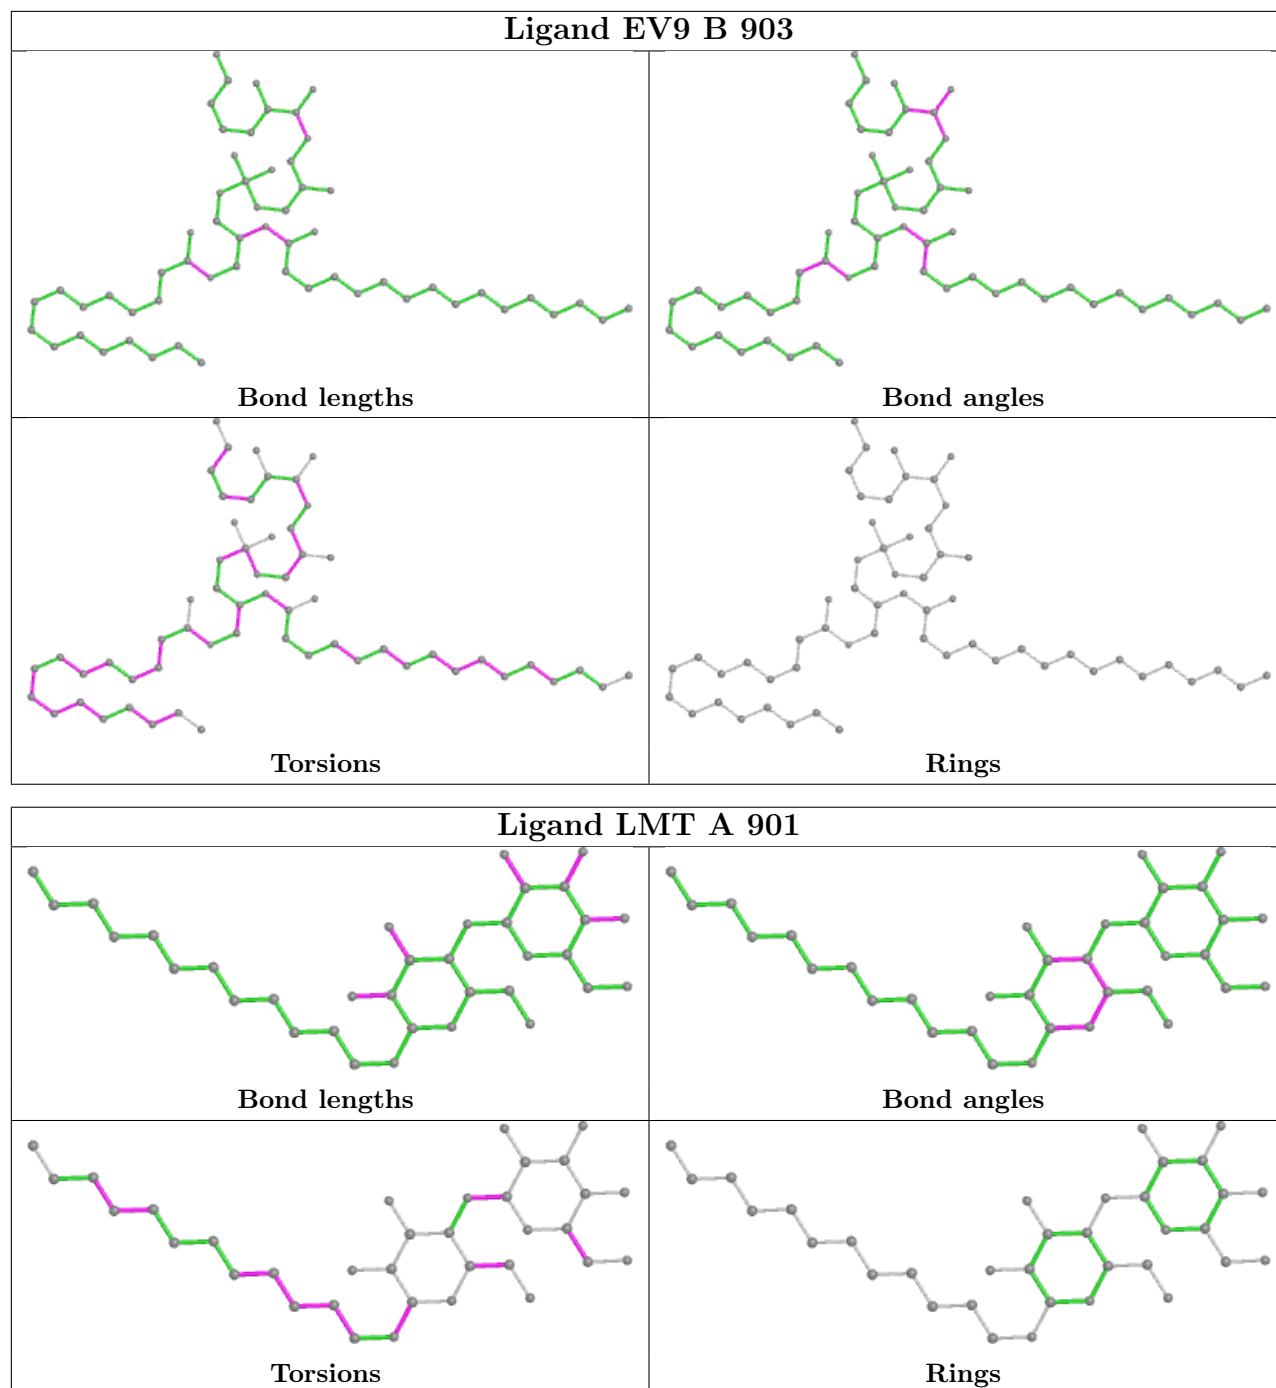 Ligand EV9 B 903
Bond lengths
Bond angles
Torsions
Rings
Ligand LMT A 901
Bond lengths
Bond angles
Torsions
Rings